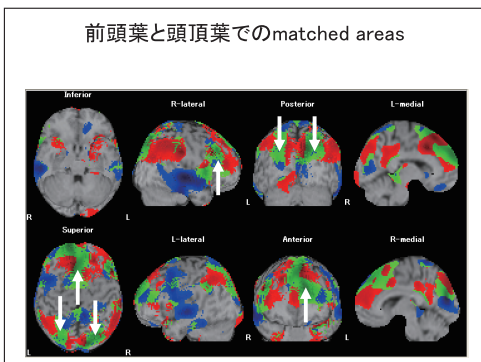 前頭葉と頭頂葉でのmatched areas
Inferior
R-lateral
Posterior
L-medial
R
L
L
R
Superior
L-lateral
Anterior
R-medial
L
R
R
L